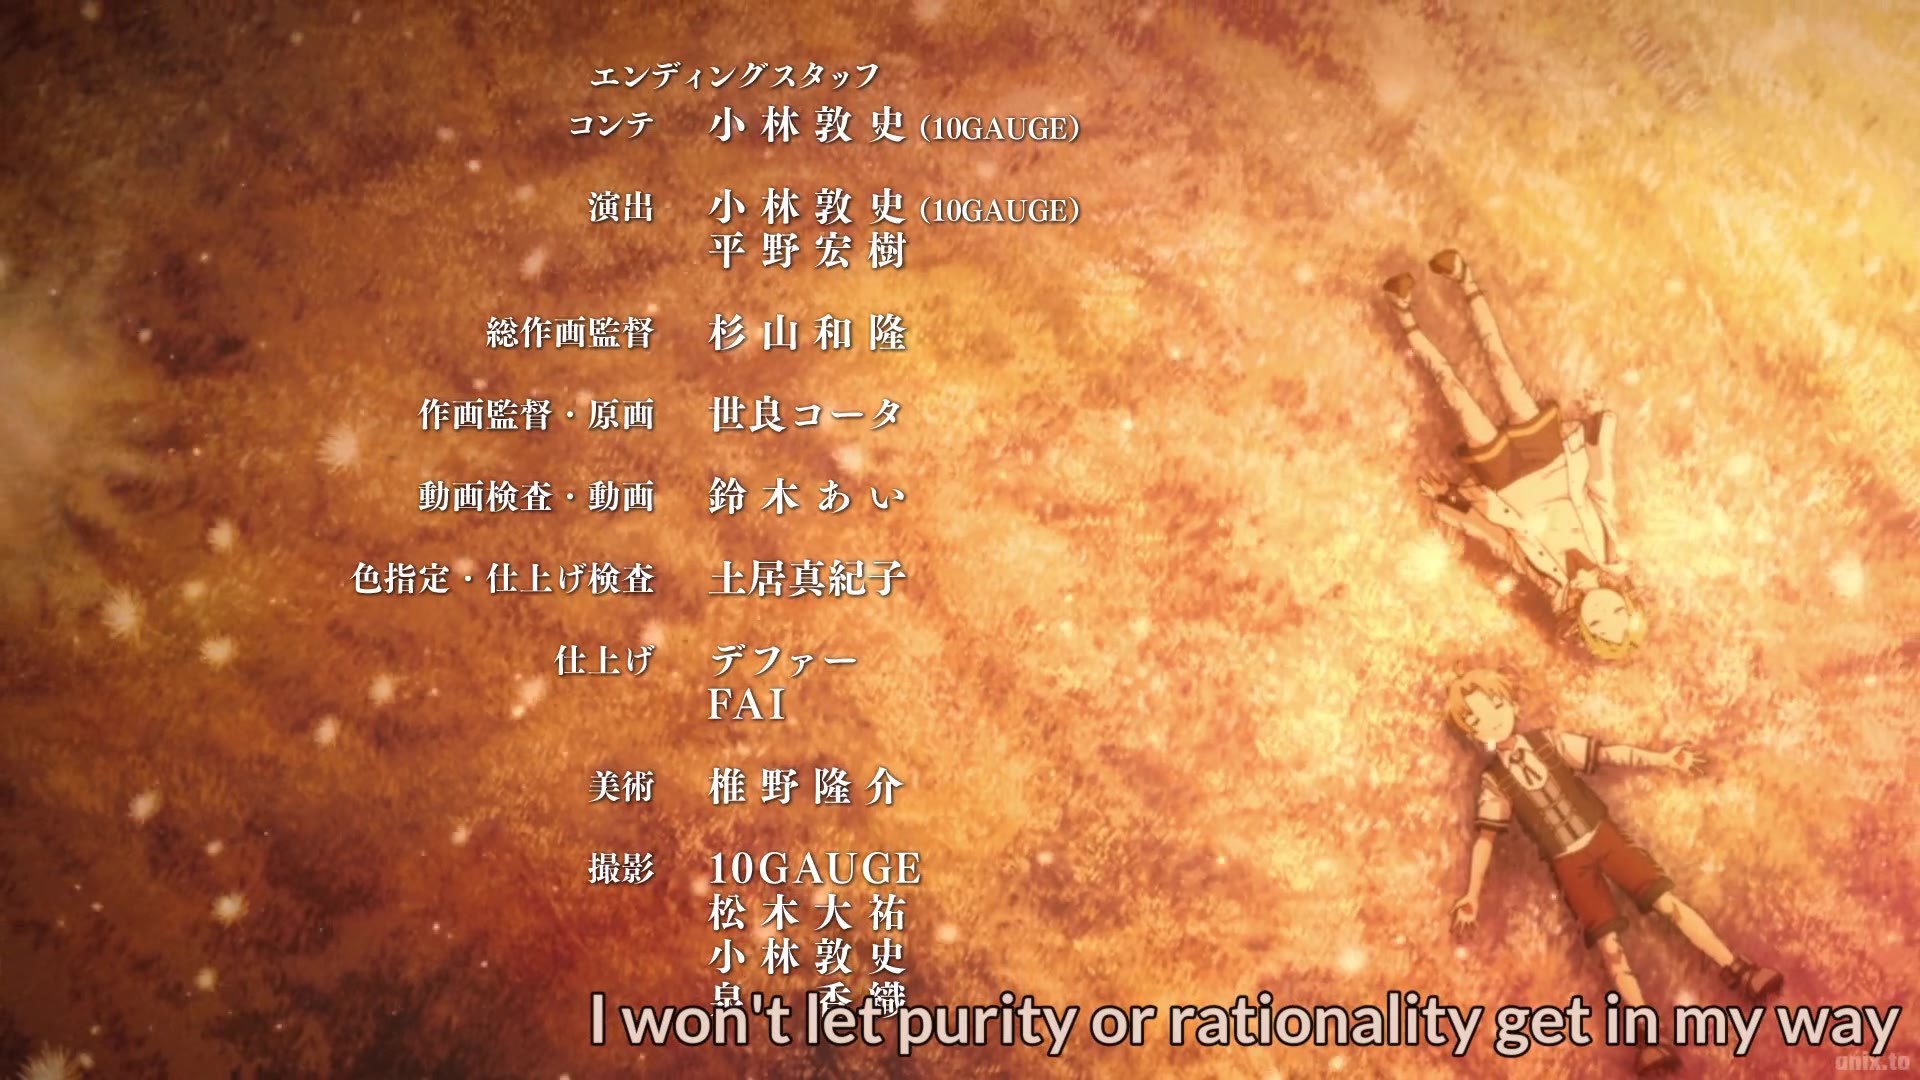 エンディングスタッフ
コンテ 小林敦史(10GAUGE)
演出 小林敦史(10GAUGE)
平野宏樹
総作画監督 杉山和隆
作画監督・原画 世良コータ
動画検査・動画 鈴木あい
色指定・仕上げ検査 土居真紀子
仕上げ デファー
FAI
美術 椎野隆介
撮影 10GAUGE
松木大祐
小林敦史
泉香織
I won't let purity or rationality get in my way
anix.to